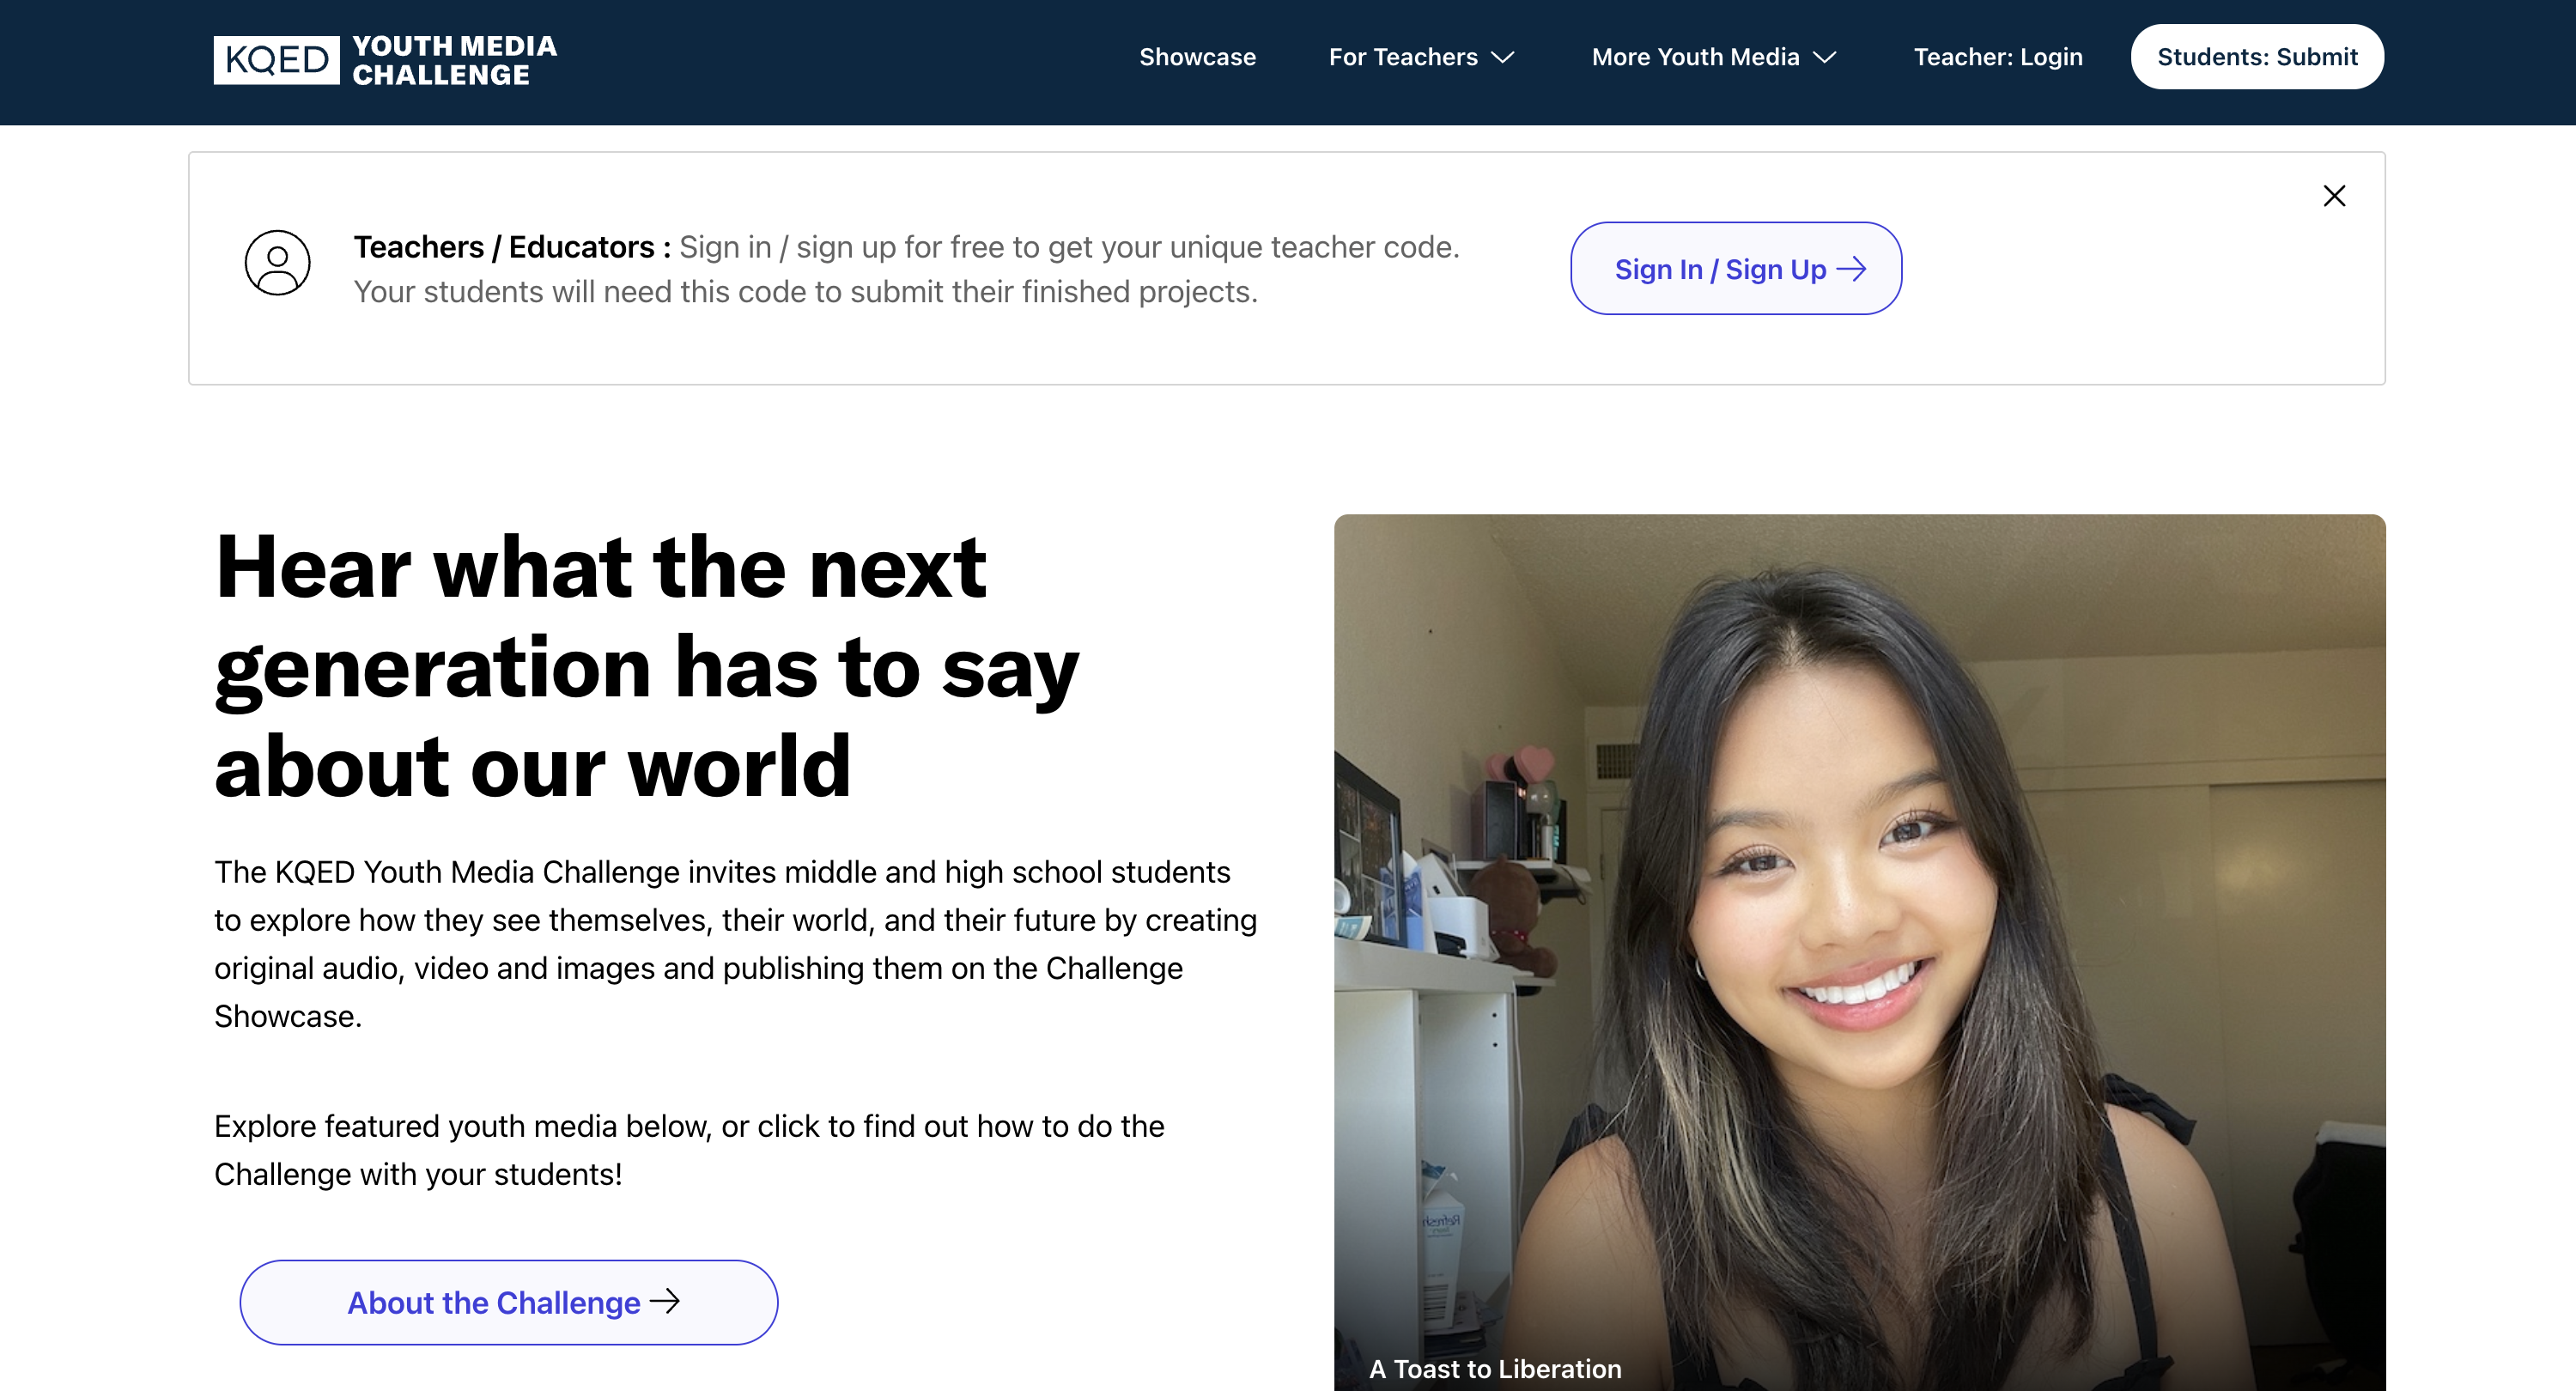 KQED YOUTH MEDIA
CHALLENGE
Showcase
For Teachers
More Youth Media
Teacher: Login
Students: Submit
Teachers / Educators : Sign in / sign up for free to get your unique teacher code.
Your students will need this code to submit their finished projects.
Sign In / Sign Up
Hear what the next
generation has to say
about our world
The KQED Youth Media Challenge invites middle and high school students
to explore how they see themselves, their world, and their future by creating
original audio, video and images and publishing them on the Challenge
Showcase.
Explore featured youth media below, or click to find out how to do the
Challenge with your students!
About the Challenge
Refresh
A Toast to Liberation